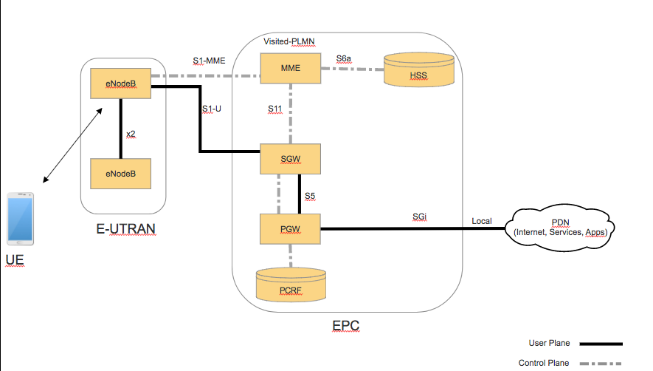 Visited-PLMN
S1-MME
MME
S6a
HSS
eNodeB
S1-U
S11
x2
eNodeB
SGW
S5
PGW
SGi
Local
PDN
(Internet, Services, Apps)
E-UTRAN
UE
PCRF
EPC
User Plane
Control Plane